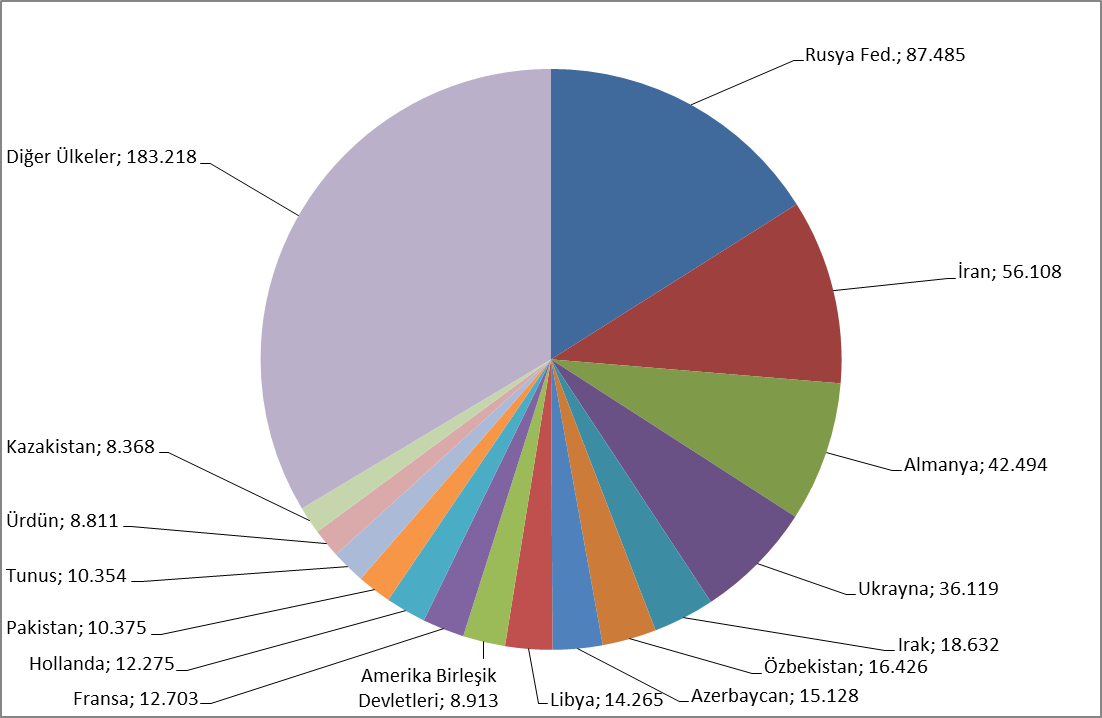 Rusya Fed.; 87.485
İran; 56.108
Almanya; 42.494
Ukrayna; 36.119
Irak; 18.632
Özbekistan; 16.426
Azerbaycan; 15.128
Libya; 14.265
Amerika Birleşik
Devletleri; 8.913
Fransa; 12.703
Hollanda; 12.275
Pakistan; 10.375
Tunus; 10.354
Ürdün; 8.811
Kazakistan; 8.368
Diğer Ülkeler; 183.218